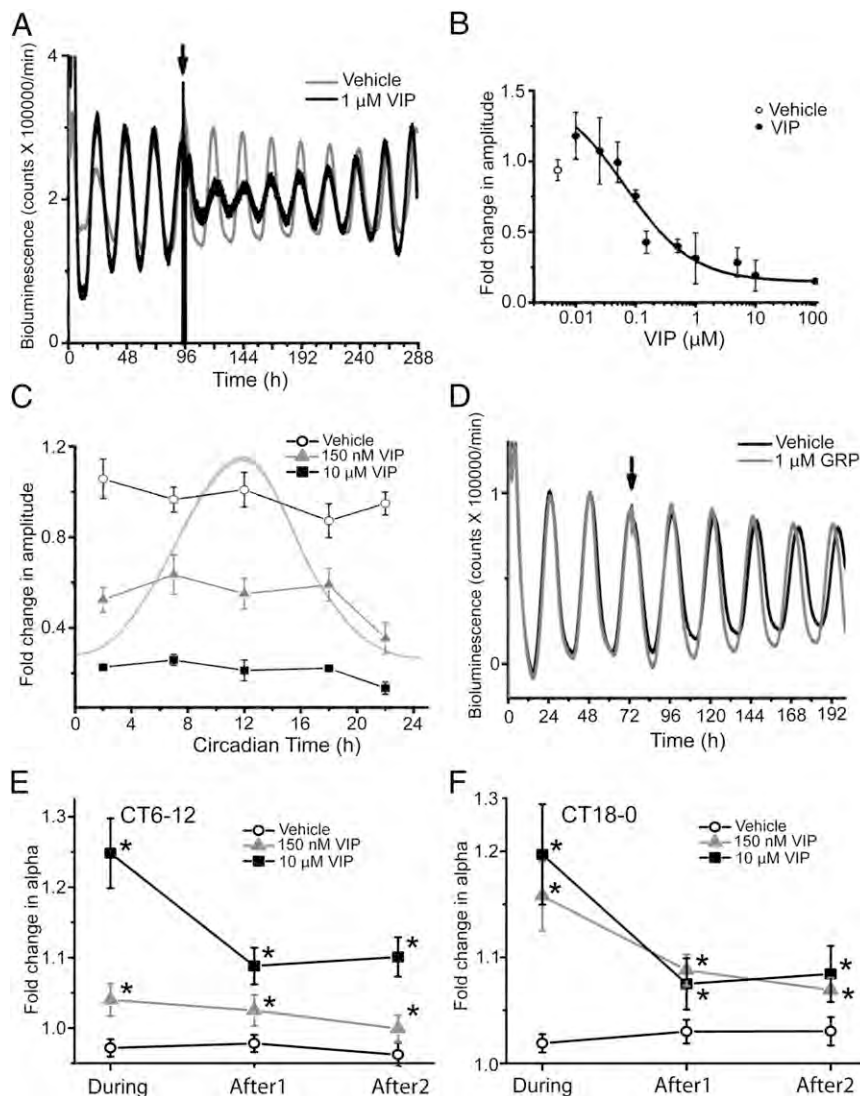 A
Bioluminescence (counts X 100000/min)
4
2
0
Vehicle
1 μM VIP
0 48 96 144 192 240 288
Time (h)
B
Fold change in amplitude
1.5
1.0
0.5
0.0
Vehicle
VIP
0.01 0.1 1 10 100
VIP (μM)
C
Fold change in amplitude
1.2
0.8
0.4
Vehicle
150 nM VIP
10 μM VIP
0 4 8 12 16 20 24
Circadian Time (h)
D
Bioluminescence (counts X 100000/min)
1
0
Vehicle
1 μM GRP
0 24 48 72 96 120 144 168 192
Time (h)
E
CT6-12
Fold change in alpha
1.3
1.2
1.1
1.0
Vehicle
150 nM VIP
10 μM VIP
* * *
* * *
During After1 After2
F
CT18-0
Fold change in alpha
1.3
1.2
1.0
1.0
Vehicle
150 nM VIP
10 μM VIP
* *
* *
* *
During After1 After2